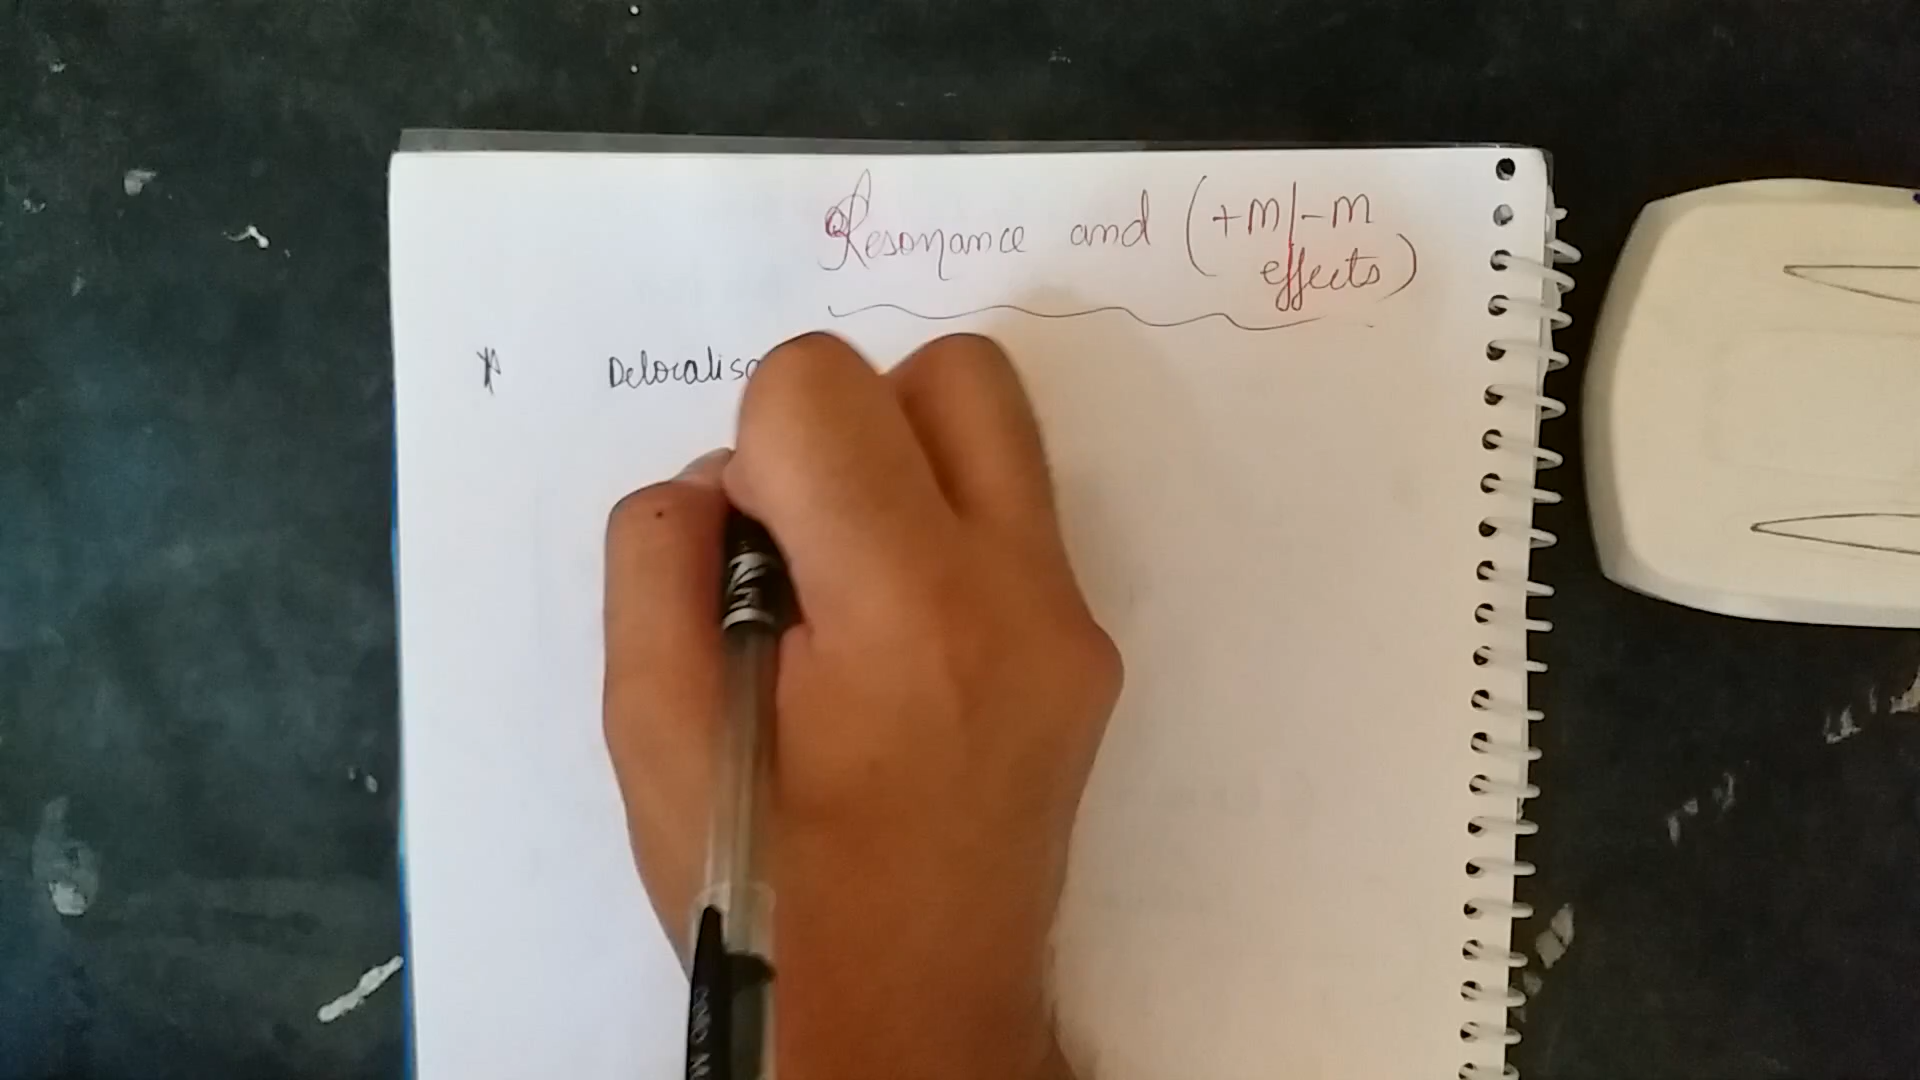 Resonance and (+m/-m
effects)
* Delocalisa